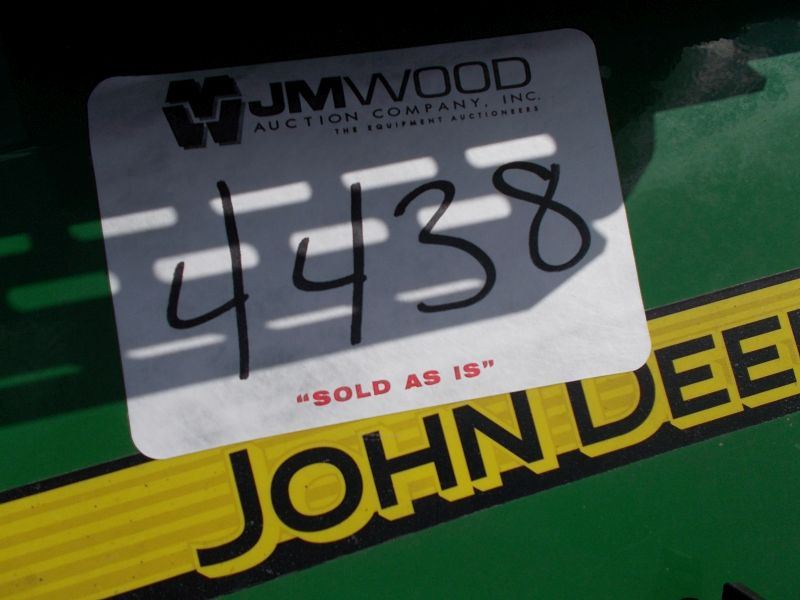 JMWOOD
AUCTION COMPANY, INC.
THE EQUIPMENT AUCTIONEERS
4438
"SOLD AS IS"
JOHN DEE